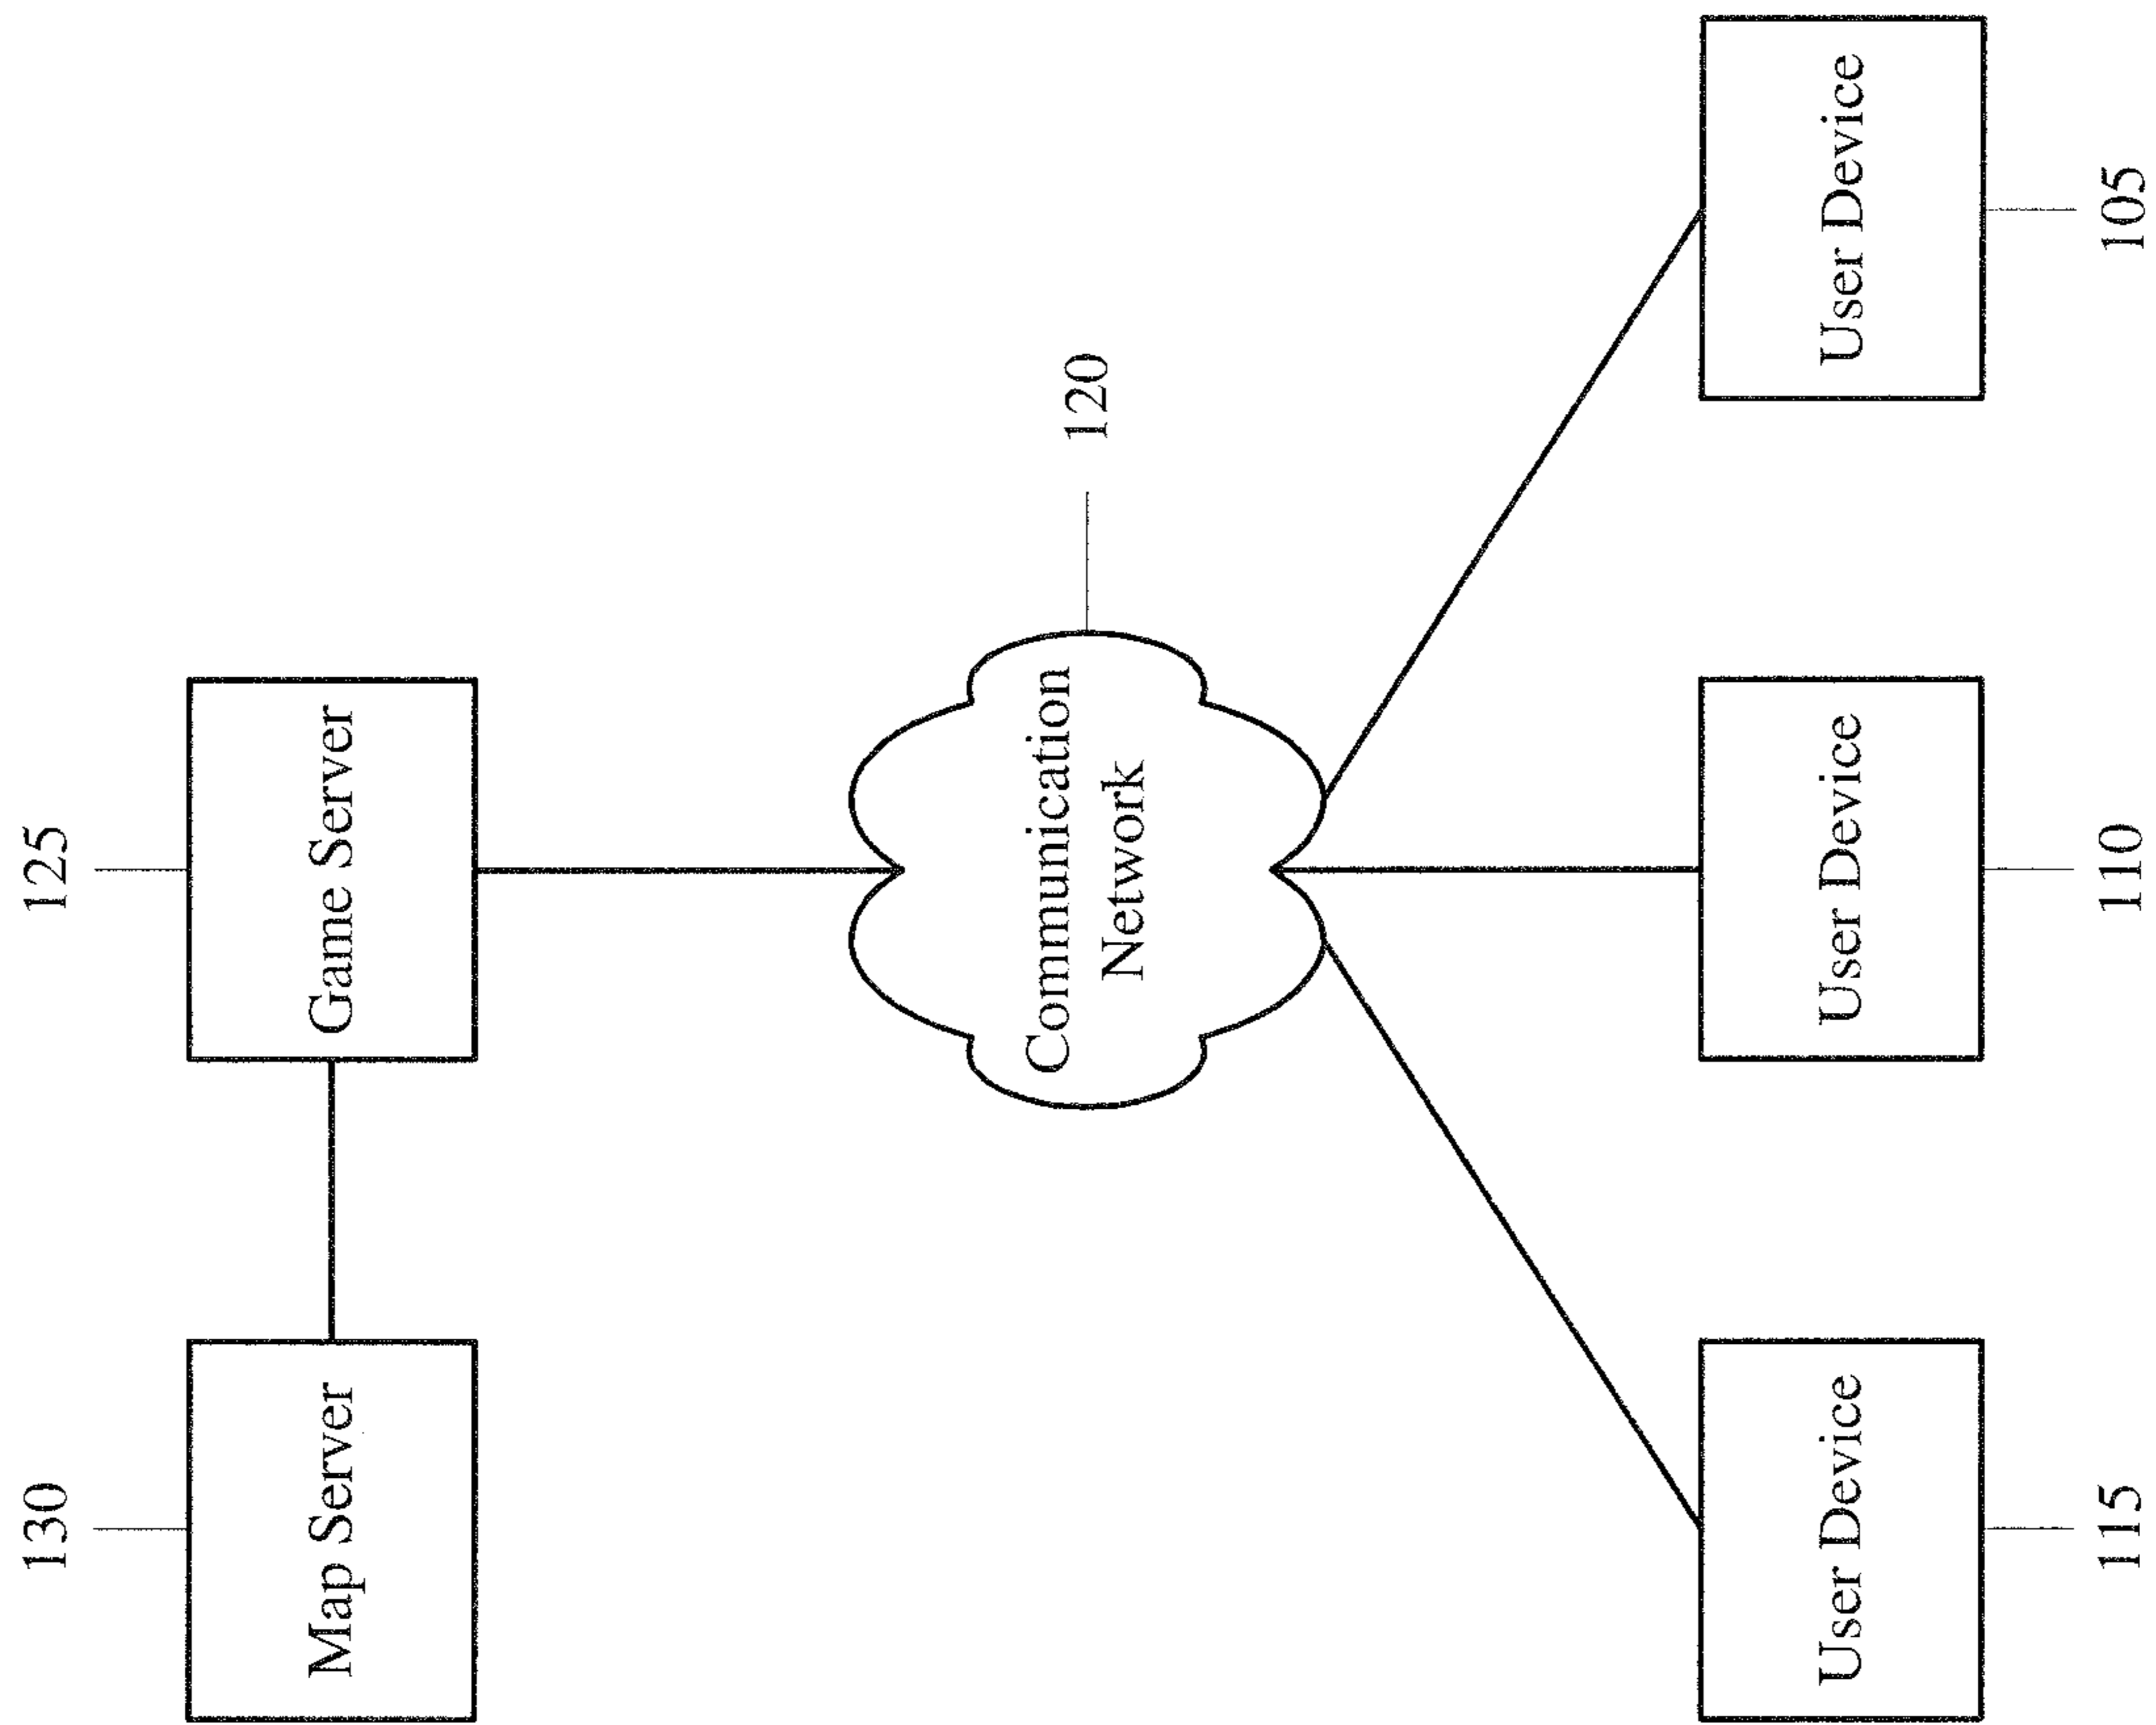 130
Map Server
125
Game Server
Communication
Network
120
User Device
115
User Device
110
User Device
105